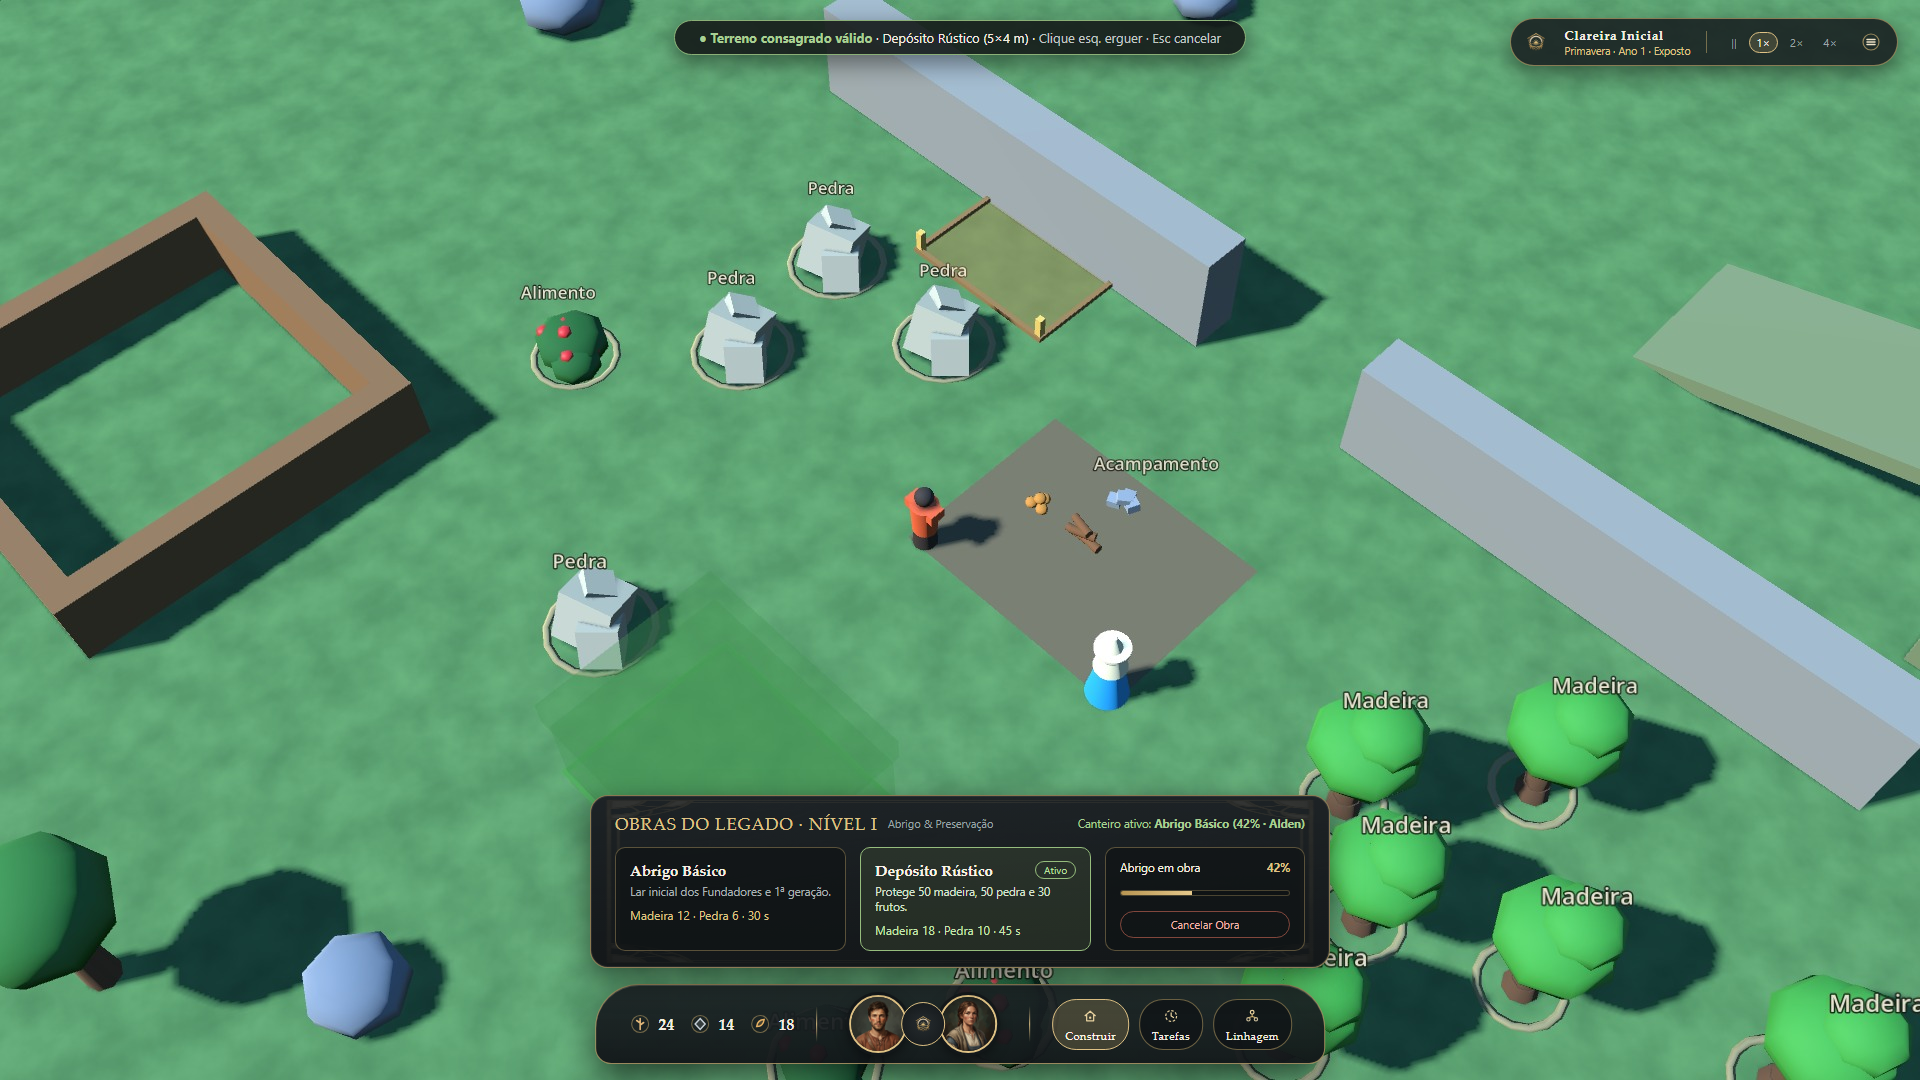 ● Terreno consagrado válido · Depósito Rústico (5×4 m) · Clique esq. erguer · Esc cancelar
Clareira Inicial
Primavera · Ano 1 · Exposto
||
1×
2×
4×
Pedra
Pedra
Pedra
Alimento
Acampamento
Pedra
Madeira
Madeira
Madeira
Madeira
eira
Madeira
OBRAS DO LEGADO · NÍVEL I
Abrigo & Preservação
Canteiro ativo: Abrigo Básico (42% · Alden)
Abrigo Básico
Lar inicial dos Fundadores e 1ª geração.
Madeira 12 · Pedra 6 · 30 s
Depósito Rústico
Ativo
Protege 50 madeira, 50 pedra e 30
frutos.
Madeira 18 · Pedra 10 · 45 s
Abrigo em obra
42%
Cancelar Obra
Alimento
24
14
18
Construir
Tarefas
Linhagem